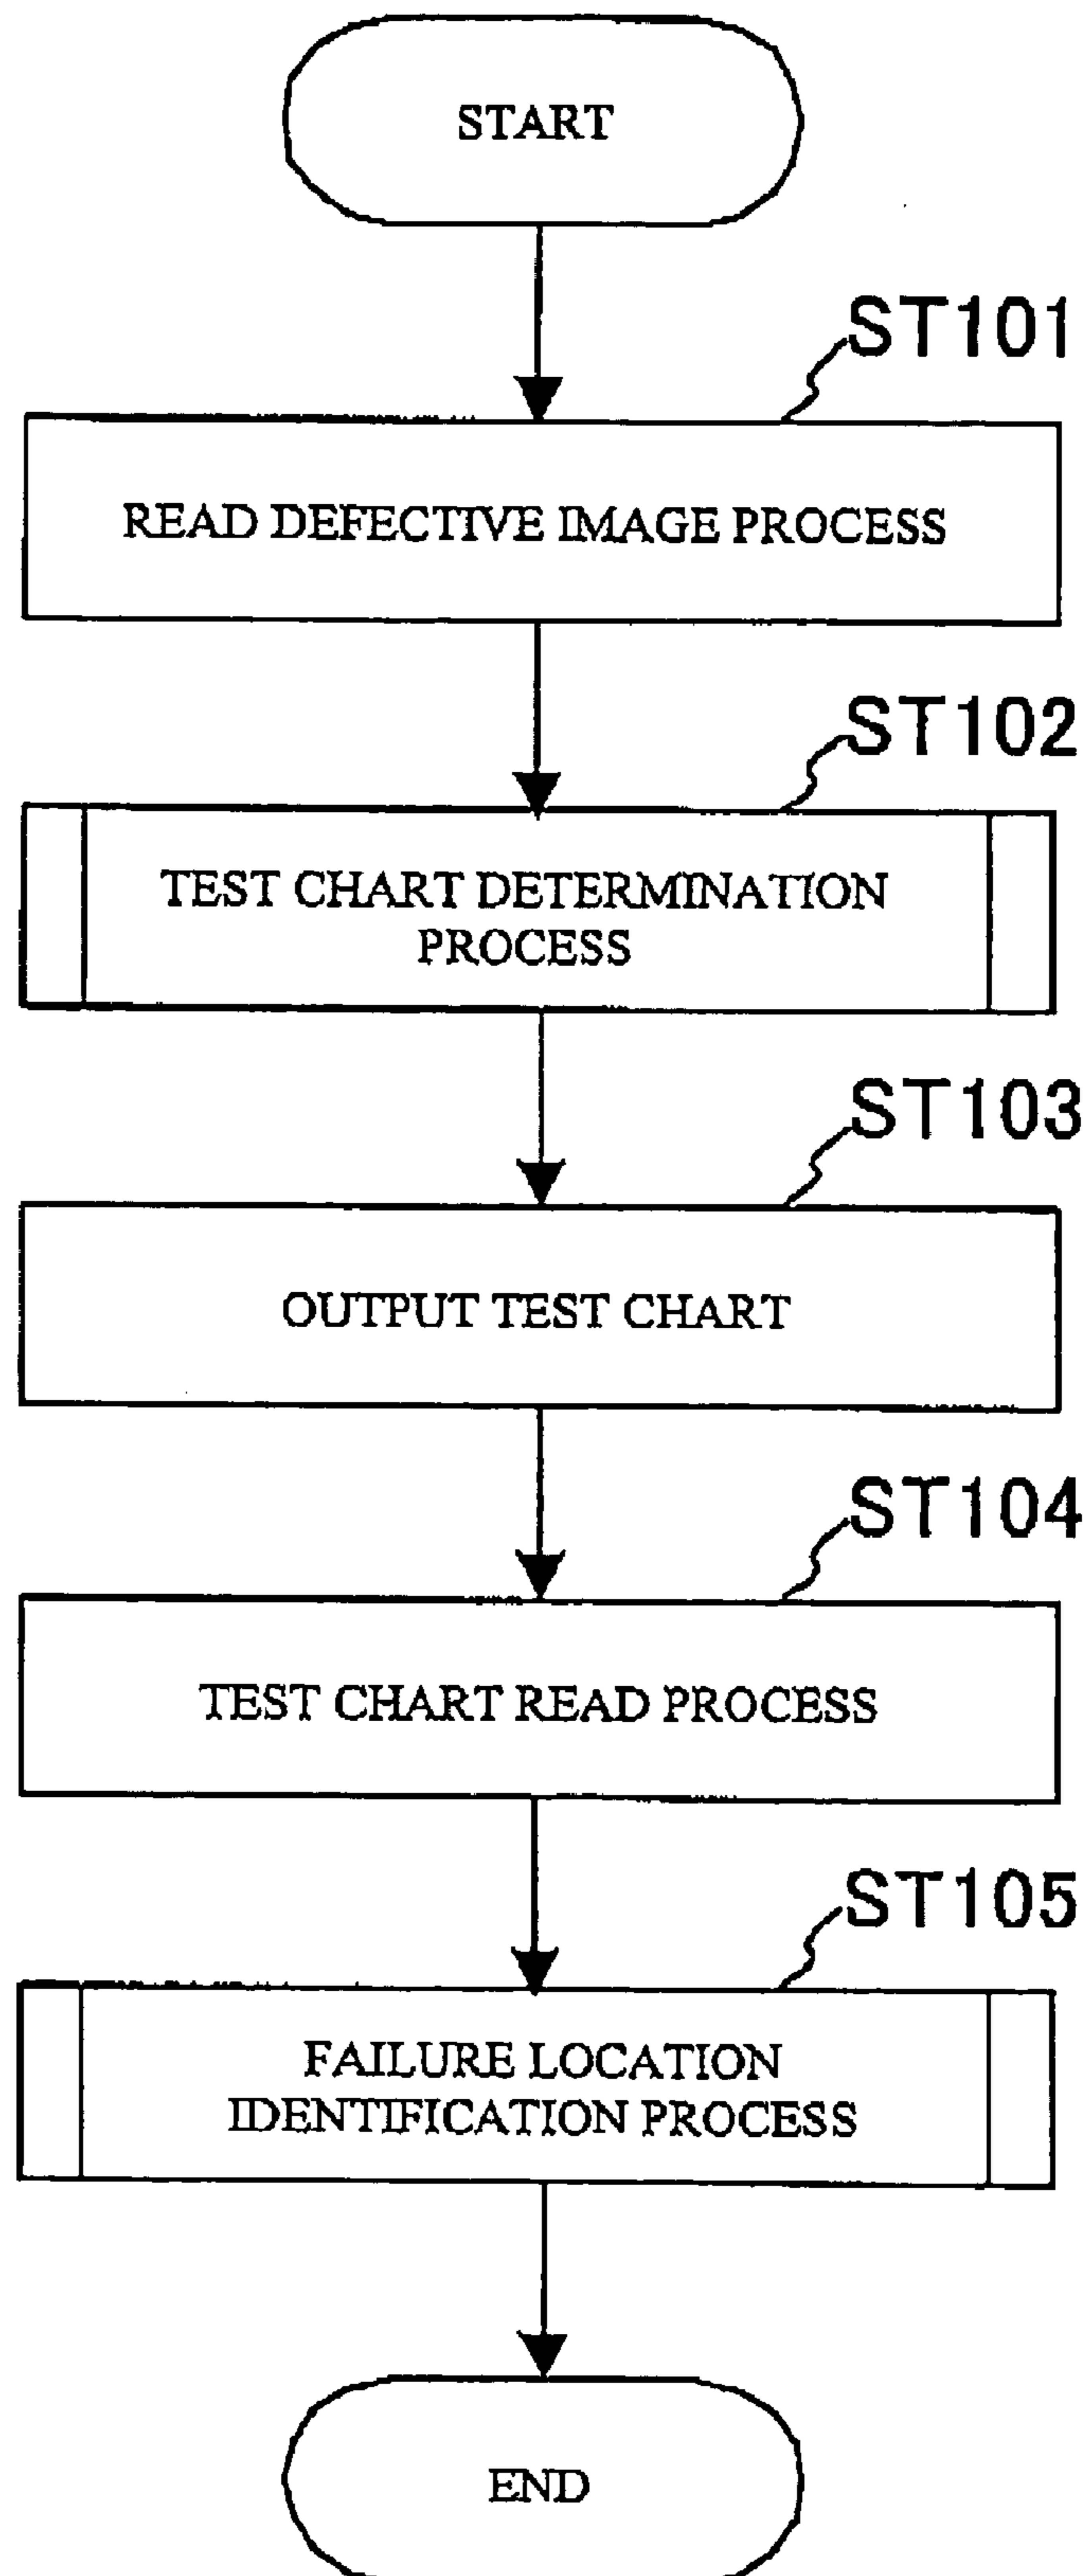 START
ST101
READ DEFECTIVE IMAGE PROCESS
ST102
TEST CHART DETERMINATION
PROCESS
ST103
OUTPUT TEST CHART
ST104
TEST CHART READ PROCESS
ST105
FAILURE LOCATION
IDENTIFICATION PROCESS
END